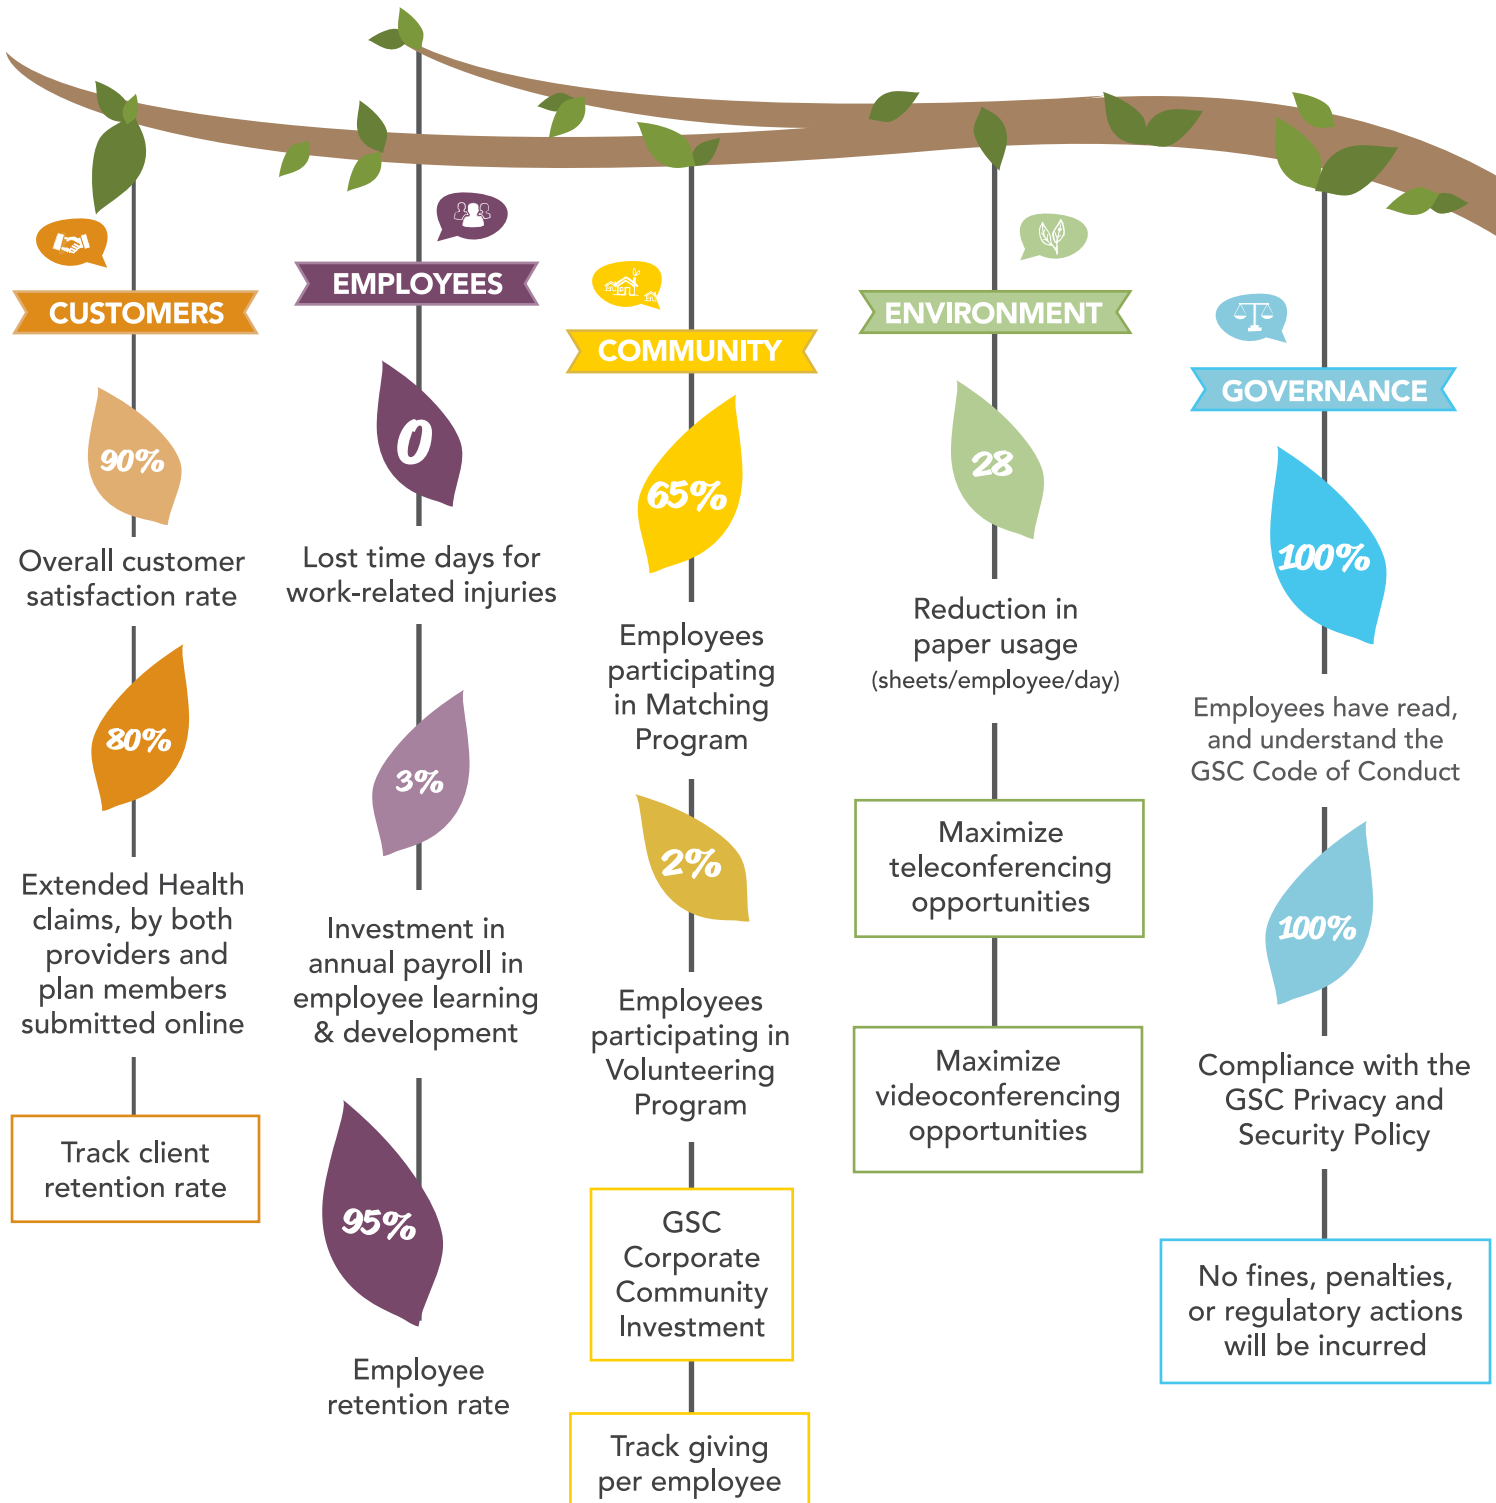 CUSTOMERS
90%
Overall customer
satisfaction rate
80%
Extended Health
claims, by both
providers and
plan members
submitted online
Track client
retention rate
EMPLOYEES
0
Lost time days for
work-related injuries
3%
Investment in
annual payroll in
employee learning
& development
95%
Employee
retention rate
COMMUNITY
65%
Employees
participating
in Matching
Program
2%
Employees
participating in
Volunteering
Program
GSC
Corporate
Community
Investment
Track giving
per employee
ENVIRONMENT
28
Reduction in
paper usage
(sheets/employee/day)
Maximize
teleconferencing
opportunities
Maximize
videoconferencing
opportunities
GOVERNANCE
100%
Employees have read,
and understand the
GSC Code of Conduct
100%
Compliance with the
GSC Privacy and
Security Policy
No fines, penalties,
or regulatory actions
will be incurred